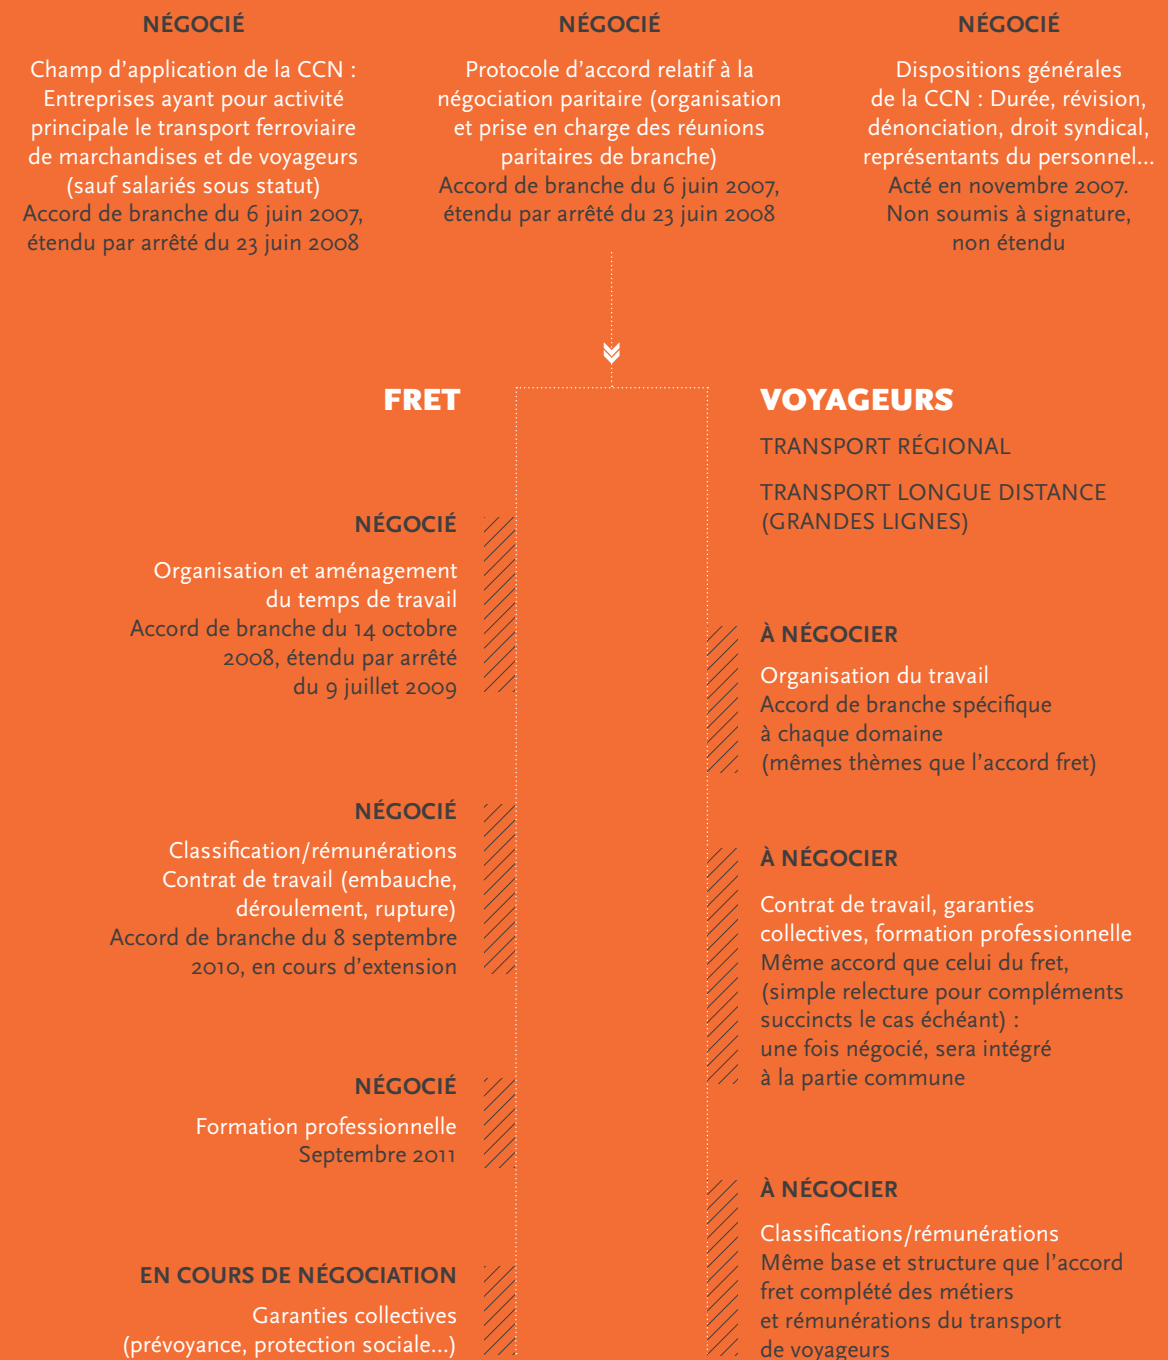 NÉGOCIÉ
Champ d’application de la CCN :
Entreprises ayant pour activité
principale le transport ferroviaire
de marchandises et de voyageurs
(sauf salariés sous statut)
Accord de branche du 6 juin 2007,
étendu par arrêté du 23 juin 2008
NÉGOCIÉ
Protocole d’accord relatif à la
négociation paritaire (organisation
et prise en charge des réunions
paritaires de branche)
Accord de branche du 6 juin 2007,
étendu par arrêté du 23 juin 2008
NÉGOCIÉ
Dispositions générales
de la CCN : Durée, révision,
dénonciation, droit syndical,
représentants du personnel...
Acté en novembre 2007.
Non soumis à signature,
non étendu
FRET
NÉGOCIÉ
Organisation et aménagement
du temps de travail
Accord de branche du 14 octobre
2008, étendu par arrêté
du 9 juillet 2009
NÉGOCIÉ
Classification/rémunérations
Contrat de travail (embauche,
déroulement, rupture)
Accord de branche du 8 septembre
2010, en cours d’extension
NÉGOCIÉ
Formation professionnelle
Septembre 2011
EN COURS DE NÉGOCIATION
Garanties collectives
(prévoyance, protection sociale...)
VOYAGEURS
TRANSPORT RÉGIONAL
TRANSPORT LONGUE DISTANCE
(GRANDES LIGNES)
À NÉGOCIER
Organisation du travail
Accord de branche spécifique
à chaque domaine
(mêmes thèmes que l’accord fret)
À NÉGOCIER
Contrat de travail, garanties
collectives, formation professionnelle
Même accord que celui du fret,
(simple relecture pour compléments
succincts le cas échéant) :
une fois négocié, sera intégré
à la partie commune
À NÉGOCIER
Classifications/rémunérations
Même base et structure que l’accord
fret complété des métiers
et rémunérations du transport
de voyageurs